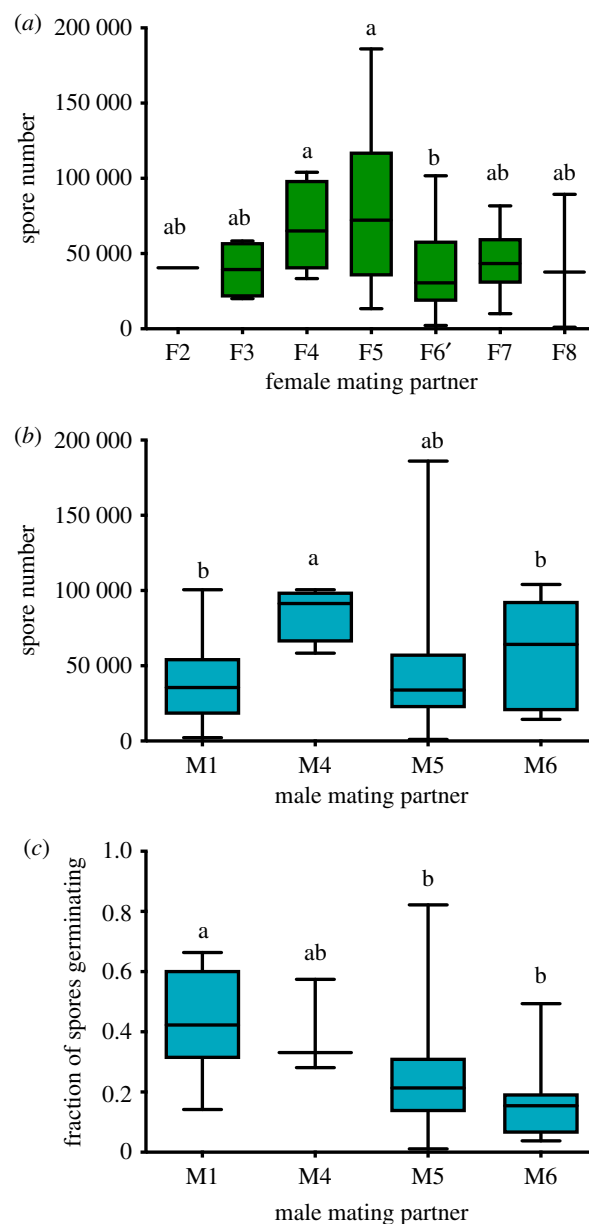 (a)
200 000
a
150 000
a
b
ab
ab
100 000
ab
ab
50 000
0
spore number
F2 F3 F4 F5 F6′ F7 F8
female mating partner
(b)
200 000
ab
150 000
b
a
b
100 000
50 000
0
spore number
M1 M4 M5 M6
male mating partner
(c)
1.0
b
0.8
a
ab
b
0.6
0.4
0.2
0
fraction of spores germinating
M1 M4 M5 M6
male mating partner